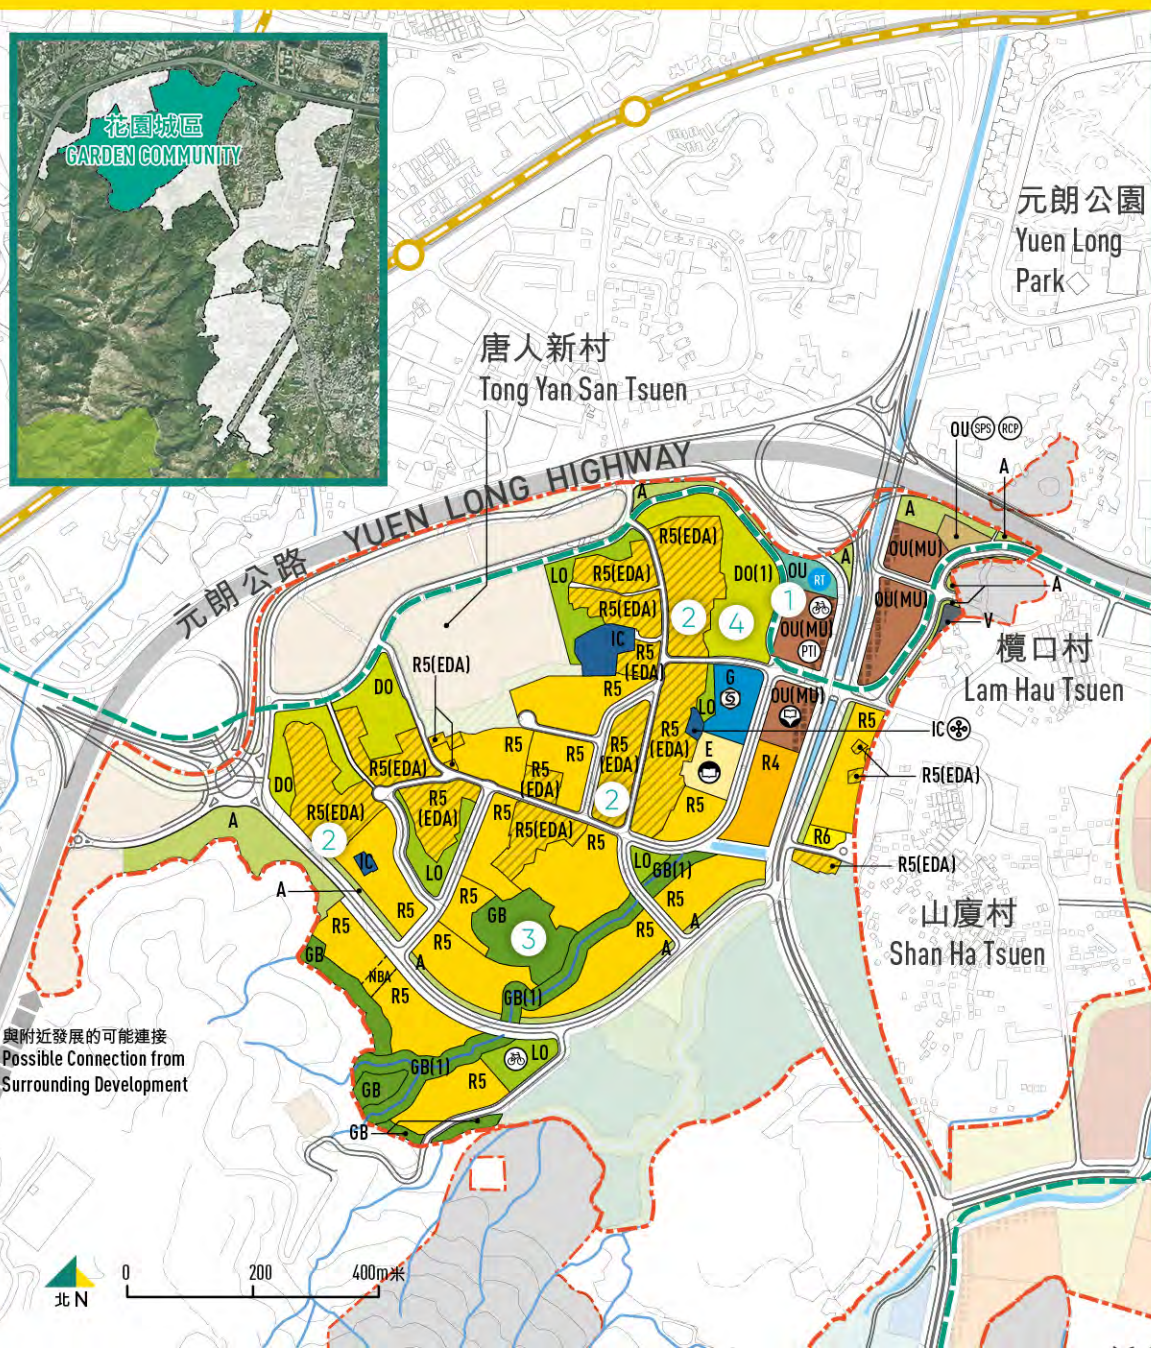 花園城區
GARDEN COMMUNITY
元朗公園
Yuen Long
Park
唐人新村
Tong Yan San Tsuen
元朗公路 YUEN LONG HIGHWAY
OU SPS RCP
A
A
A
OU(MU)
R5(EDA)
A
OU RT
LO
R5(EDA)
DO(1)
A
R5(EDA)
2
4
1
OU(MU)
V
欖口村
Lam Hau Tsuen
IC
OU(MU)
PTI
R5
(EDA)
R5(EDA)
DO
R5
G
S
LO
OU(MU)
R5
IC
R5
R5
R5
(EDA)
R5
(EDA)
E
R4
R5(EDA)
R5(EDA)
DO
R5
(EDA)
R5
(EDA)
2
R5
R5(EDA)
2
R5
R5(EDA)
R5
R6
A
IC
LO
LO
GB(1)
R5(EDA)
A
R5
R5
GB
R5
A
山廈村
Shan Ha Tsuen
R5
R5
3
R5
A
GB
NBA
A
R5
GB(1)
與附近發展的可能連接
Possible Connection from
Surrounding Development
GB(1)
LO
GB
R5
GB
0 200 400m米
北 N